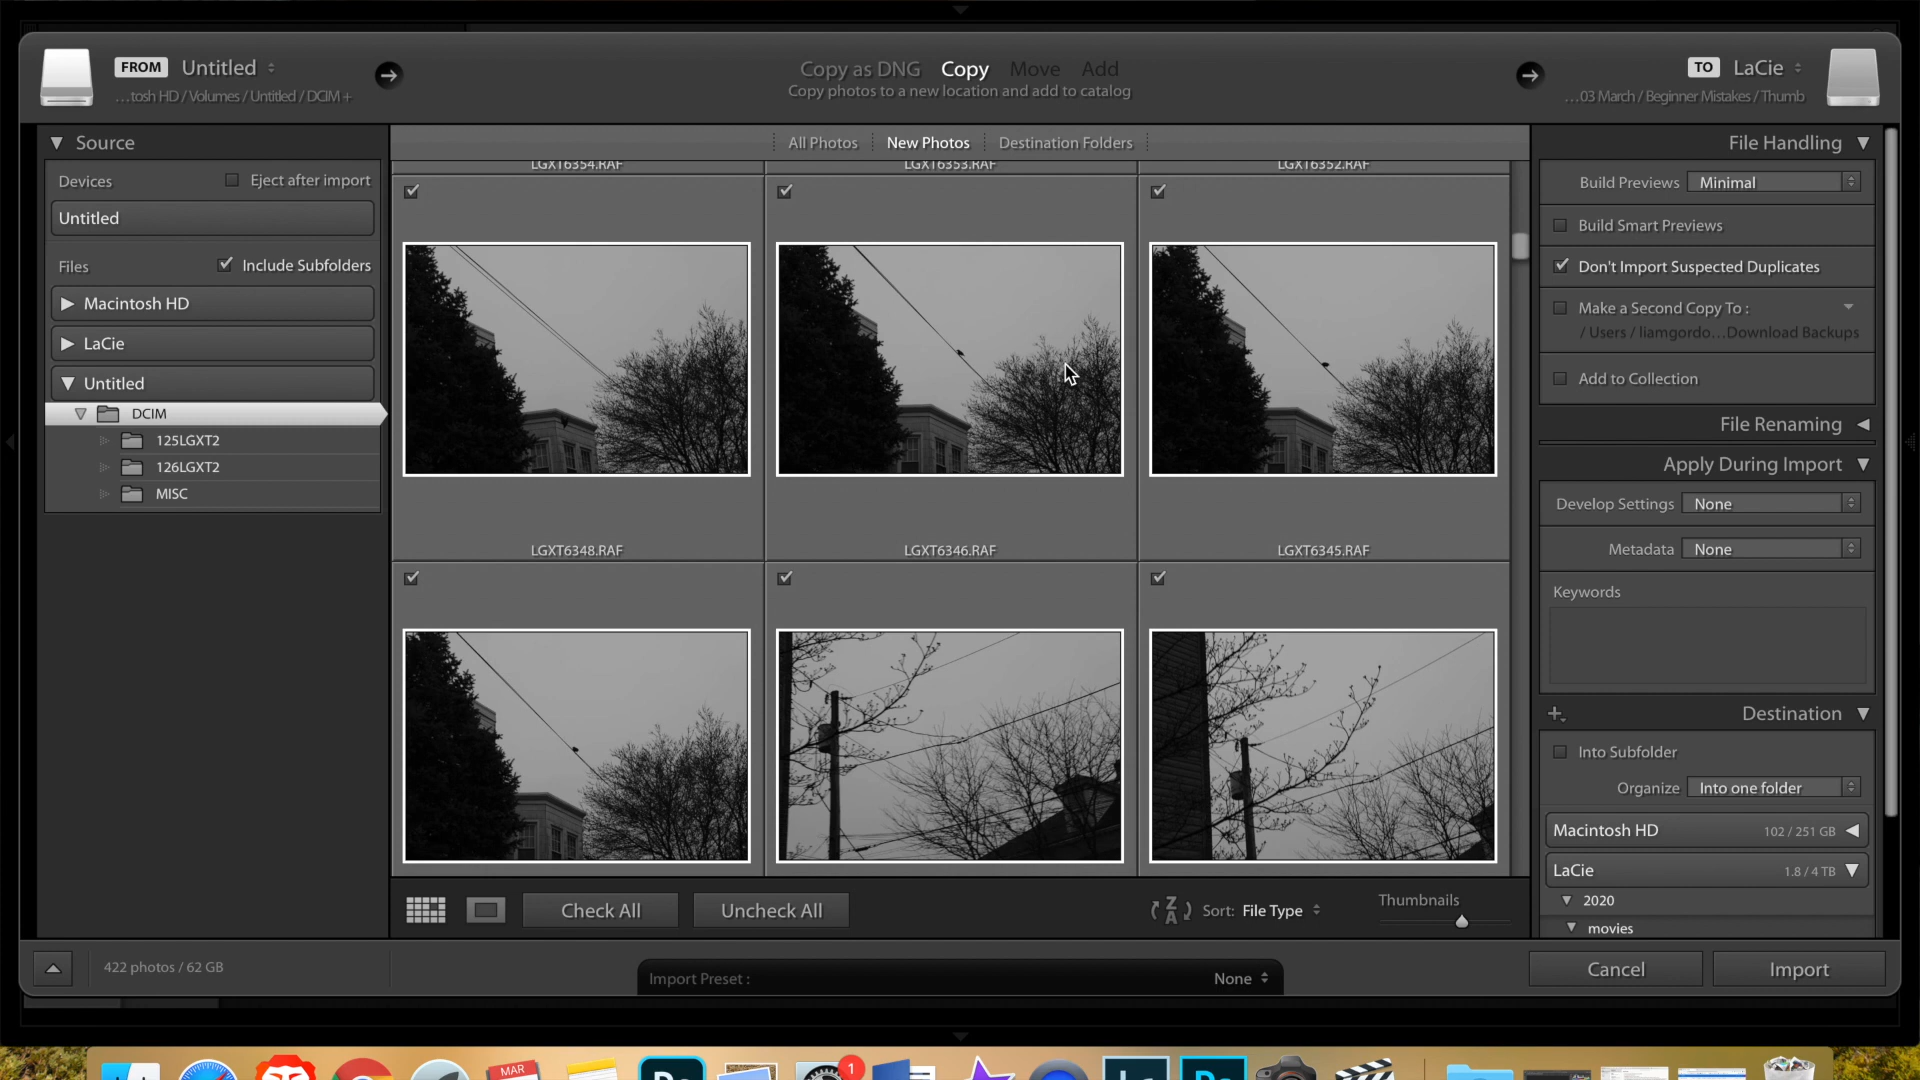 FROM Untitled
…tosh HD / Volumes / Untitled / DCIM +
Copy as DNG Copy Move Add
Copy photos to a new location and add to catalog
TO LaCie
…03 March / Beginner Mistakes / Thumb
Source
Devices Eject after import
Untitled
Files Include Subfolders
Macintosh HD
LaCie
Untitled
DCIM
125LGXT2
126LGXT2
MISC
All Photos New Photos Destination Folders
LGXT6354.RAF LGXT6353.RAF LGXT6352.RAF
LGXT6348.RAF LGXT6346.RAF LGXT6345.RAF
Check All Uncheck All Sort: File Type Thumbnails
File Handling
Build Previews Minimal
Build Smart Previews
Don't Import Suspected Duplicates
Make a Second Copy To :
/ Users / liamgordo…Download Backups
Add to Collection
File Renaming
Apply During Import
Develop Settings None
Metadata None
Keywords
Destination
Into Subfolder
Organize Into one folder
Macintosh HD 102 / 251 GB
LaCie 1.8 / 4 TB
2020
movies
422 photos / 62 GB
Import Preset : None
Cancel Import
MAR
1